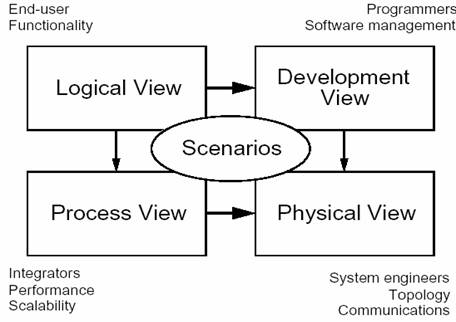 End-user
Functionality
Programmers
Software management
Logical View
Development
View
Scenarios
Process View
Physical View
Integrators
Performance
Scalability
System engineers
Topology
Communications